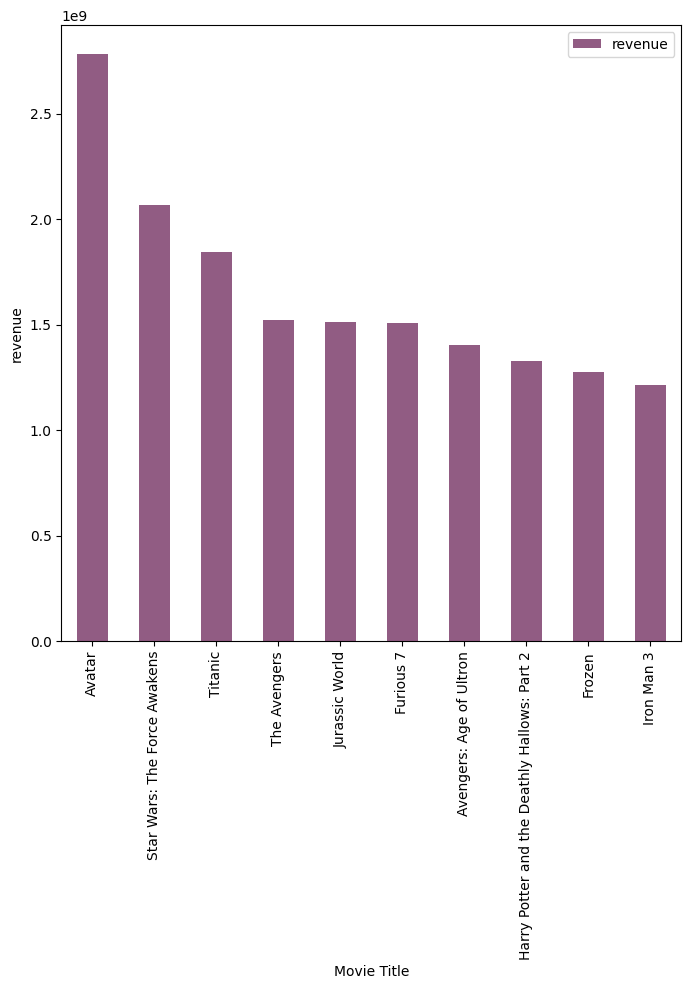 1e9
revenue
2.5
2.0
1.5
1.0
0.5
0.0
revenue
Avatar
Star Wars: The Force Awakens
Titanic
The Avengers
Jurassic World
Furious 7
Avengers: Age of Ultron
Harry Potter and the Deathly Hallows: Part 2
Frozen
Iron Man 3
Movie Title